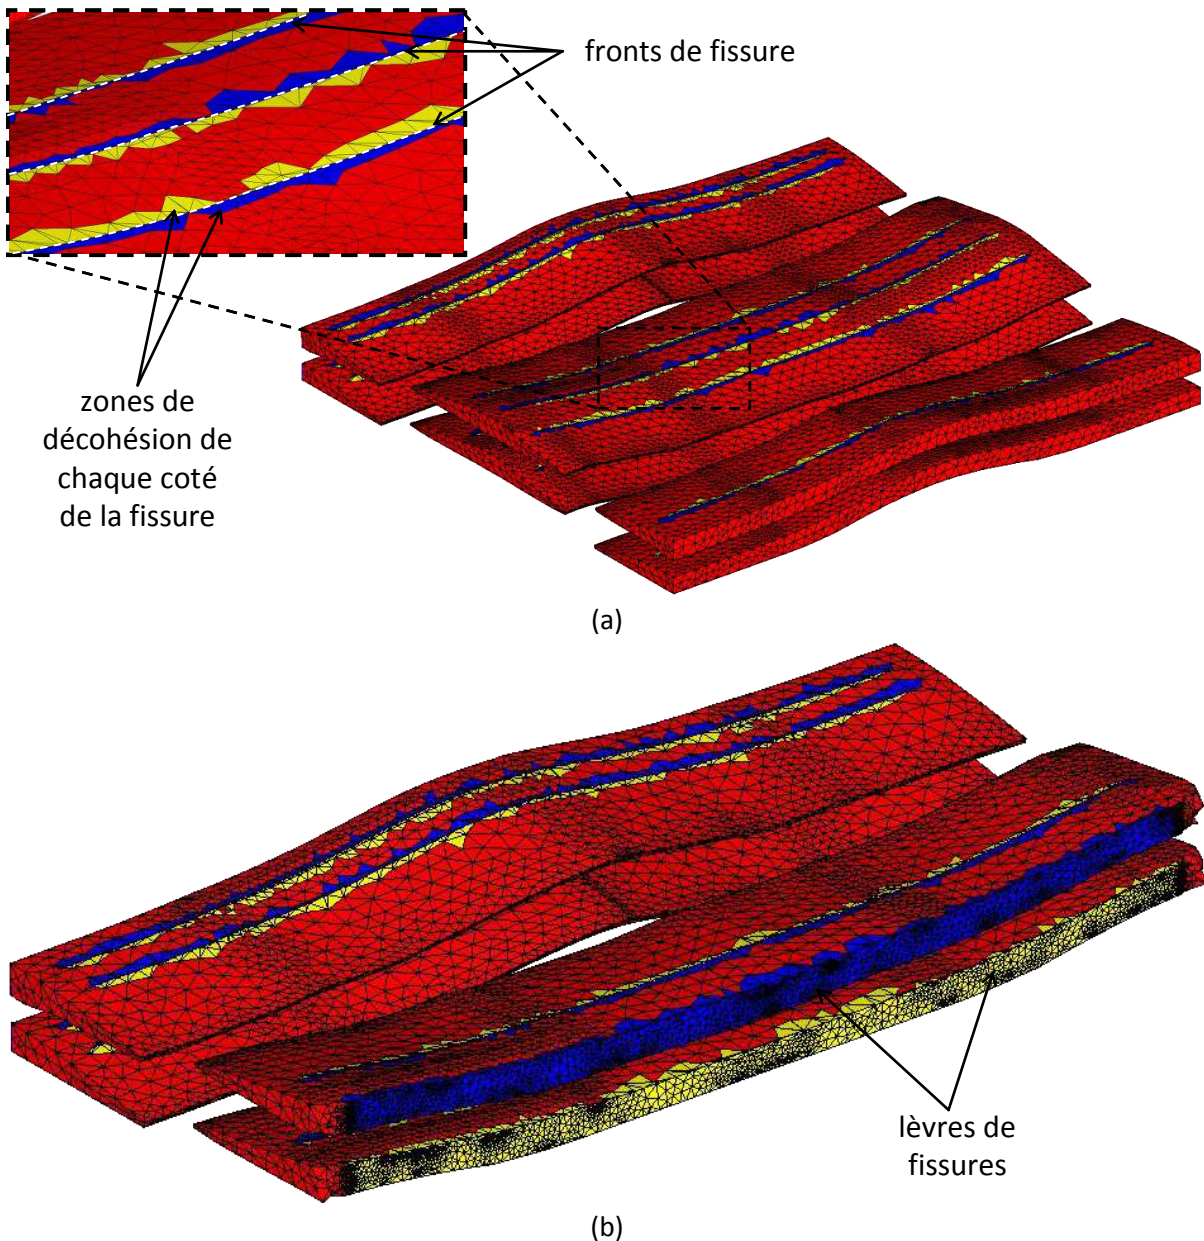 fronts de fissure
zones de
décohésion de
chaque coté
de la fissure
(a)
lèvres de
fissures
(b)